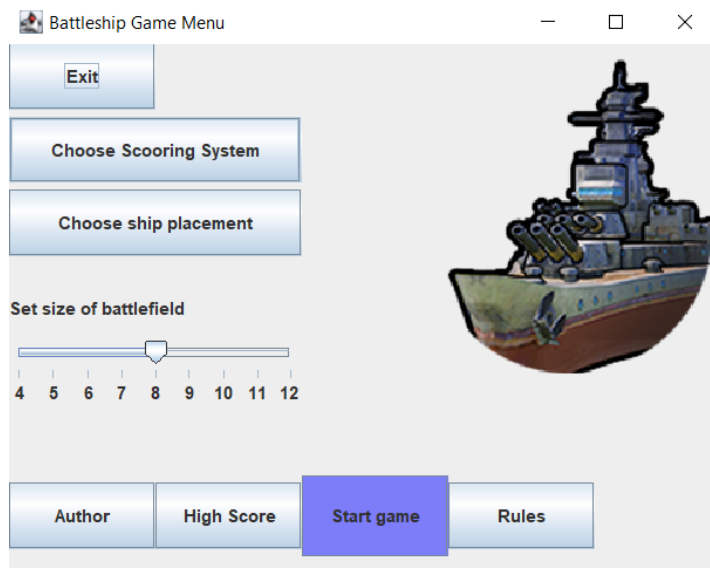 Battleship Game Menu
Exit
Choose Scooring System
Choose ship placement
Set size of battlefield
4 5 6 7 8 9 10 11 12
Author High Score Start game Rules